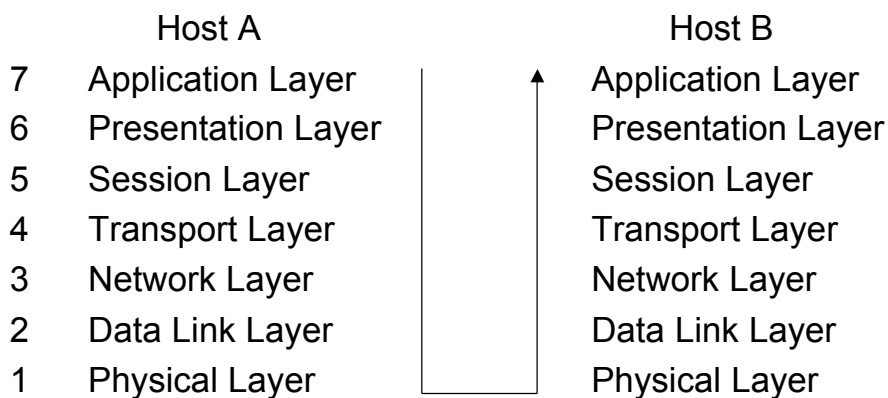 Host A Host B
7 Application Layer Application Layer
6 Presentation Layer Presentation Layer
5 Session Layer Session Layer
4 Transport Layer Transport Layer
3 Network Layer Network Layer
2 Data Link Layer Data Link Layer
1 Physical Layer Physical Layer